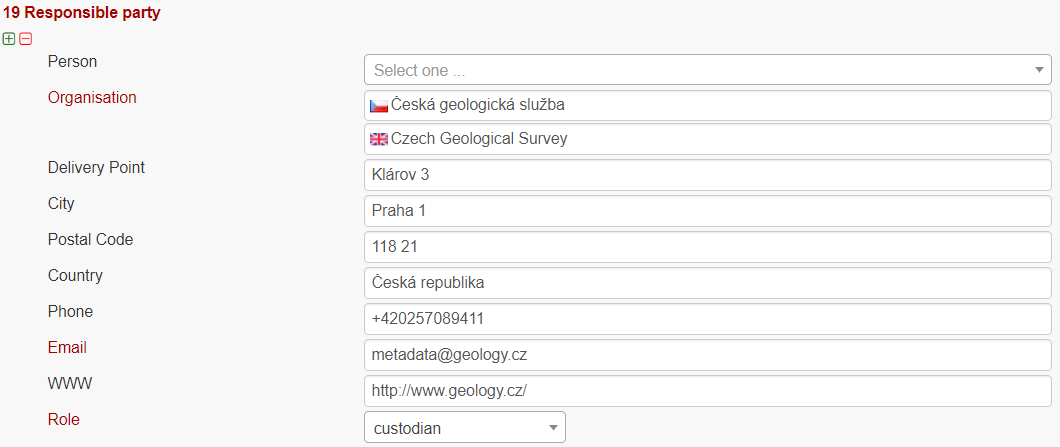 19 Responsible party
Person
Select one ...
Organisation
Česká geologická služba
Czech Geological Survey
Delivery Point
Klárov 3
City
Praha 1
Postal Code
118 21
Country
Česká republika
Phone
+420257089411
Email
metadata@geology.cz
WWW
http://www.geology.cz/
Role
custodian